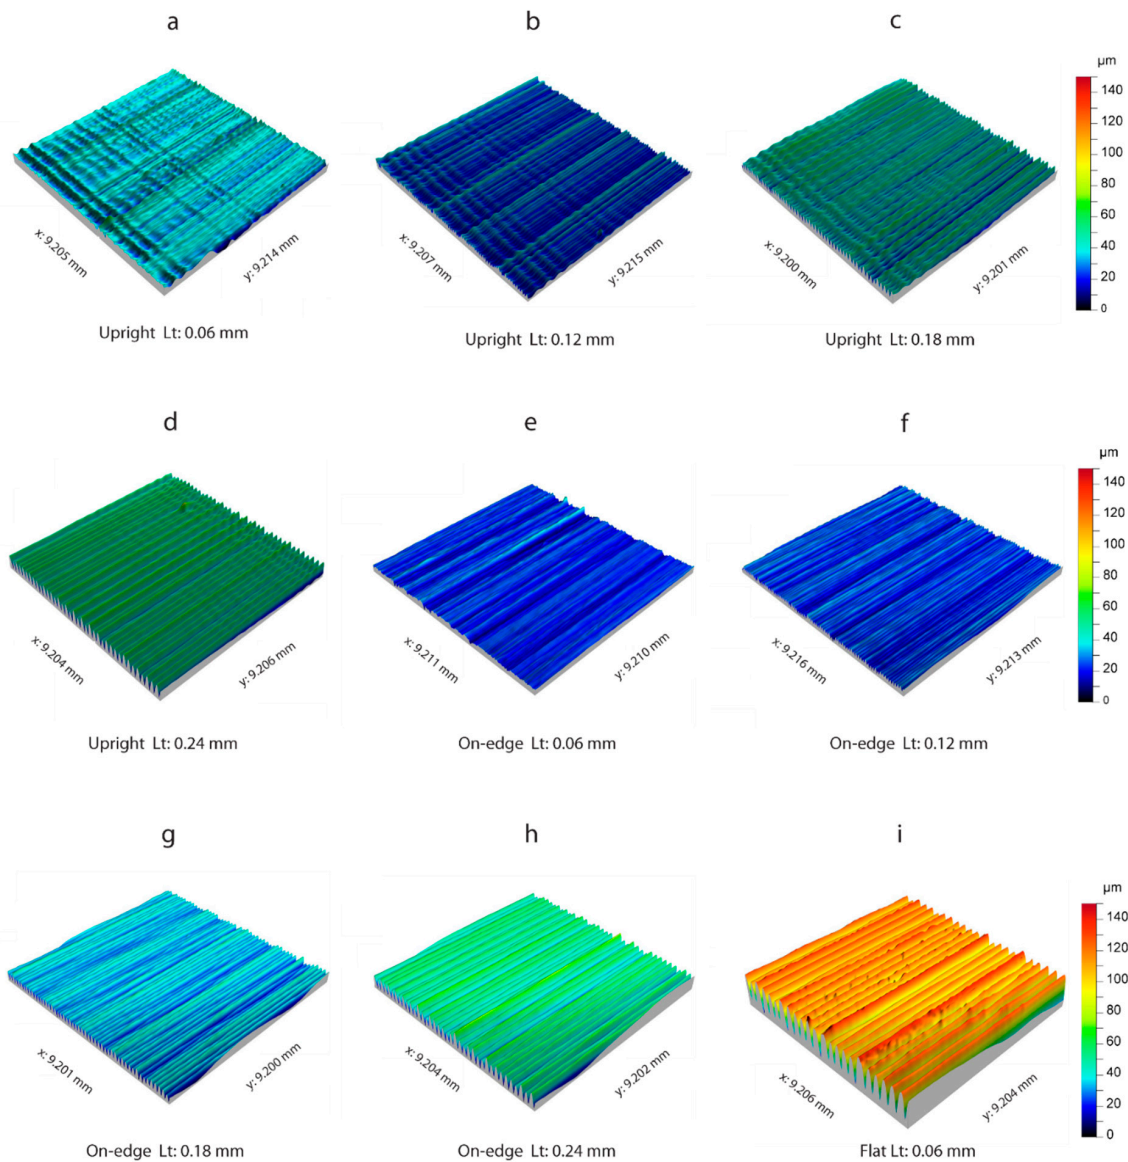 a b c
µm
140
120
100
80
60
40
20
0
x: 9.205 mm y: 9.214 mm x: 9.207 mm y: 9.215 mm x: 9.200 mm y: 9.201 mm
Upright Lt: 0.06 mm Upright Lt: 0.12 mm Upright Lt: 0.18 mm
d e f
µm
140
120
100
80
60
40
20
0
x: 9.204 mm y: 9.206 mm x: 9.211 mm y: 9.210 mm x: 9.216 mm y: 9.213 mm
Upright Lt: 0.24 mm On-edge Lt: 0.06 mm On-edge Lt: 0.12 mm
g h i
µm
140
120
100
80
60
40
20
0
x: 9.201 mm y: 9.200 mm x: 9.204 mm y: 9.202 mm x: 9.206 mm y: 9.204 mm
On-edge Lt: 0.18 mm On-edge Lt: 0.24 mm Flat Lt: 0.06 mm